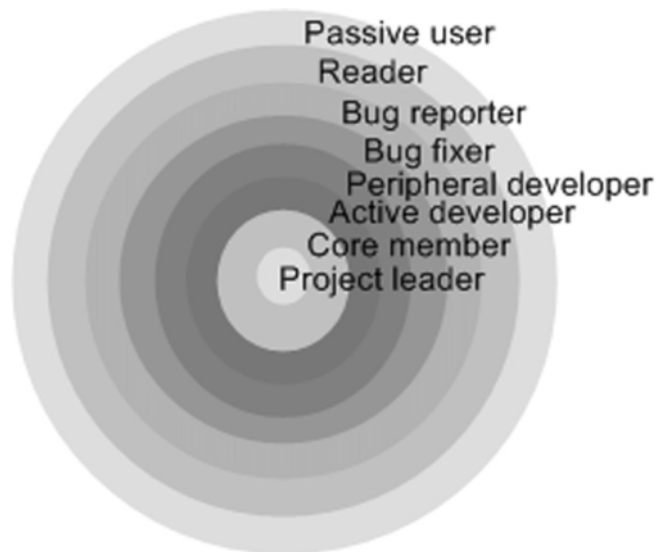 Passive user
Reader
Bug reporter
Bug fixer
Peripheral developer
Active developer
Core member
Project leader